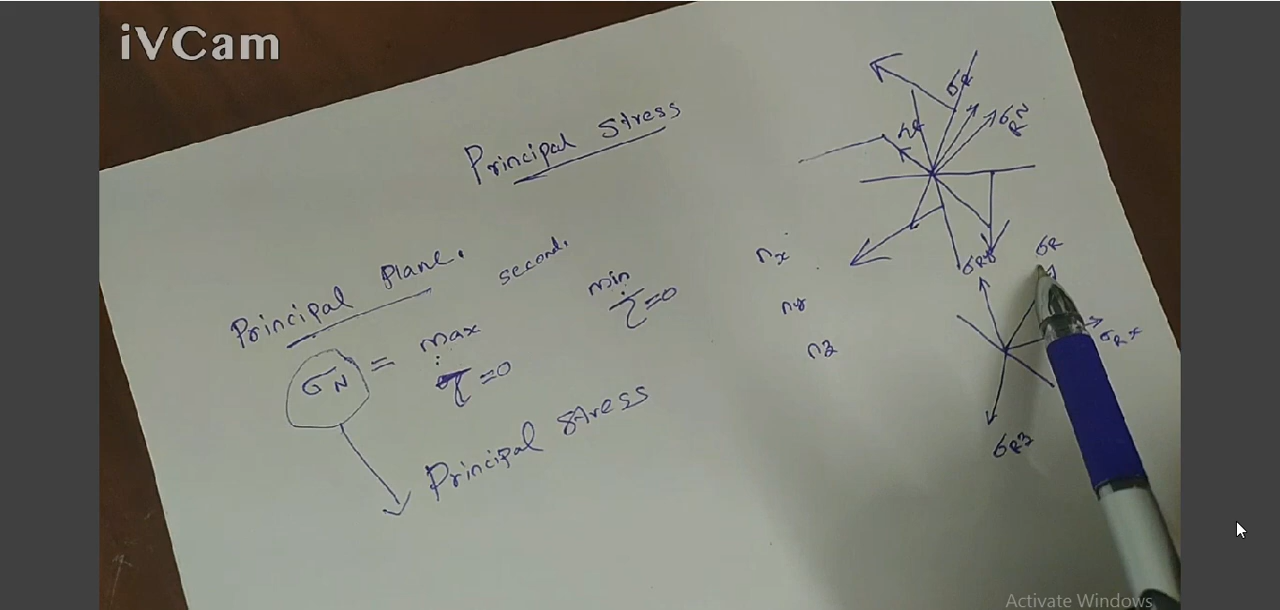 iVCam
Principal Stress
σR
σRN
Principal Plane.
second.
nx
σN = max
τ=0
min
τ=0
ny
nz
Principal Stress
σRy
σR
σRx
σRz
Activate Windows